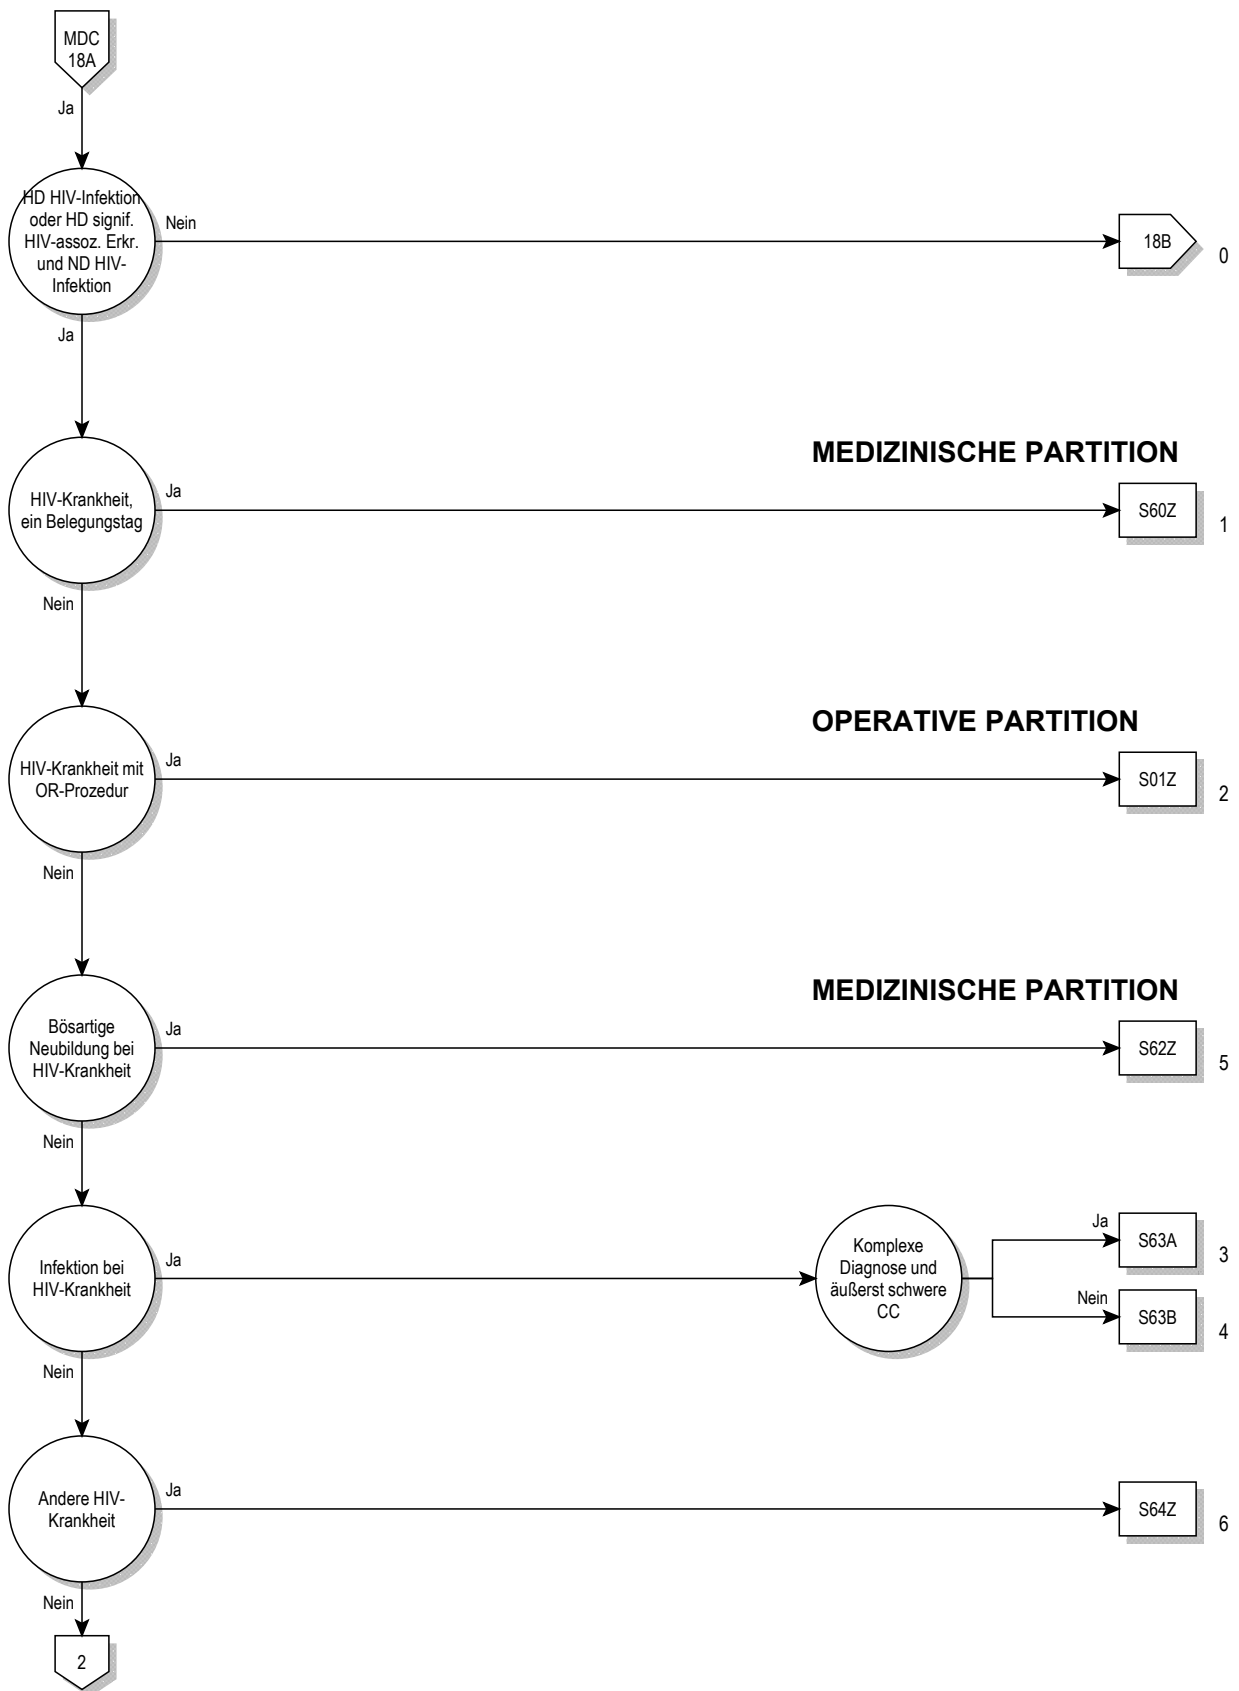 MDC
18A
Ja
HD HIV-Infektion
oder HD signif.
HIV-assoz. Erkr.
und ND HIV-
Infektion
Nein
18B
0
Ja
MEDIZINISCHE PARTITION
HIV-Krankheit,
ein Belegungstag
Ja
S60Z
1
Nein
OPERATIVE PARTITION
HIV-Krankheit mit
OR-Prozedur
Ja
S01Z
2
Nein
MEDIZINISCHE PARTITION
Bösartige
Neubildung bei
HIV-Krankheit
Ja
S62Z
5
Nein
Infektion bei
HIV-Krankheit
Ja
Komplexe
Diagnose und
äußerst schwere
CC
Ja
S63A
3
Nein
S63B
4
Nein
Andere HIV-
Krankheit
Ja
S64Z
6
Nein
2